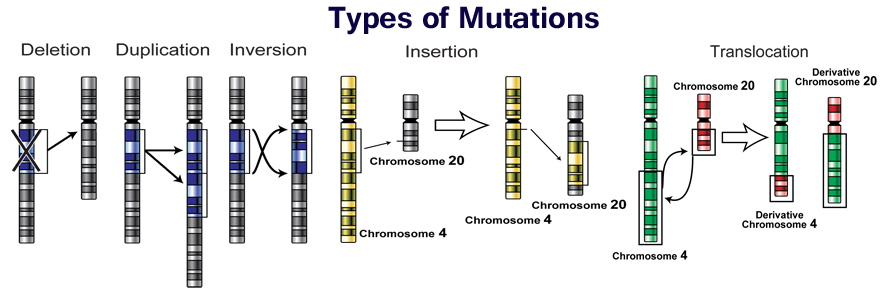 Types of Mutations
Deletion
Duplication
Inversion
Insertion
Translocation
Chromosome 20
Chromosome 4
Chromosome 4
Chromosome 20
Chromosome 20
Chromosome 4
Derivative
Chromosome 20
Derivative
Chromosome 4